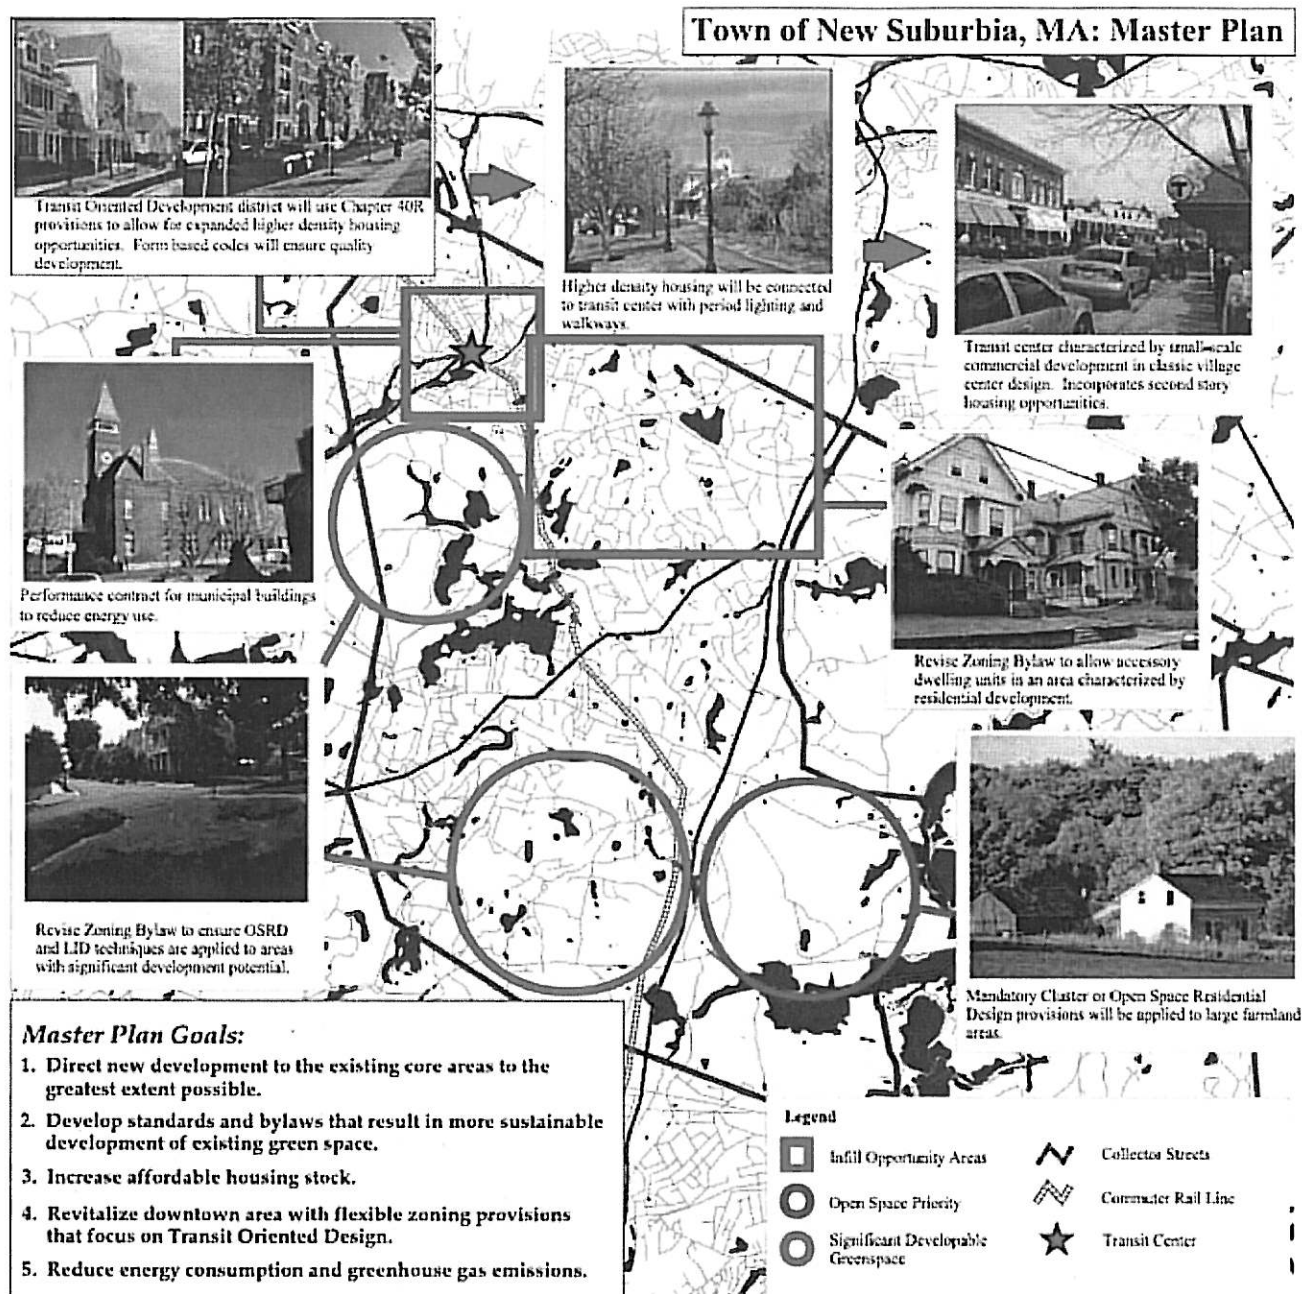 Town of New Suburbia, MA: Master Plan
Transit Oriented Development district will use Chapter 40R
provisions to allow for expanded higher density housing
opportunities. Form based codes will ensure quality
development.
Higher density housing will be connected
to transit center with period lighting and
walkways.
T
Transit center characterized by small-scale
commercial development in classic village
center design. Incorporates second story
housing opportunities.
Performance contract for municipal buildings
to reduce energy use.
Revise Zoning Bylaw to allow accessory
dwelling units in an area characterized by
residential development.
Revise Zoning Bylaw to ensure OSRD
and LID techniques are applied to areas
with significant development potential.
Mandatory Cluster or Open Space Residential
Design provisions will be applied to large farmland
areas.
Master Plan Goals:
1. Direct new development to the existing core areas to the
greatest extent possible.
2. Develop standards and bylaws that result in more sustainable
development of existing green space.
3. Increase affordable housing stock.
4. Revitalize downtown area with flexible zoning provisions
that focus on Transit Oriented Design.
5. Reduce energy consumption and greenhouse gas emissions.
Legend
Infill Opportunity Areas
Open Space Priority
Significant Developable
Greenspace
Collector Streets
Commuter Rail Line
Transit Center